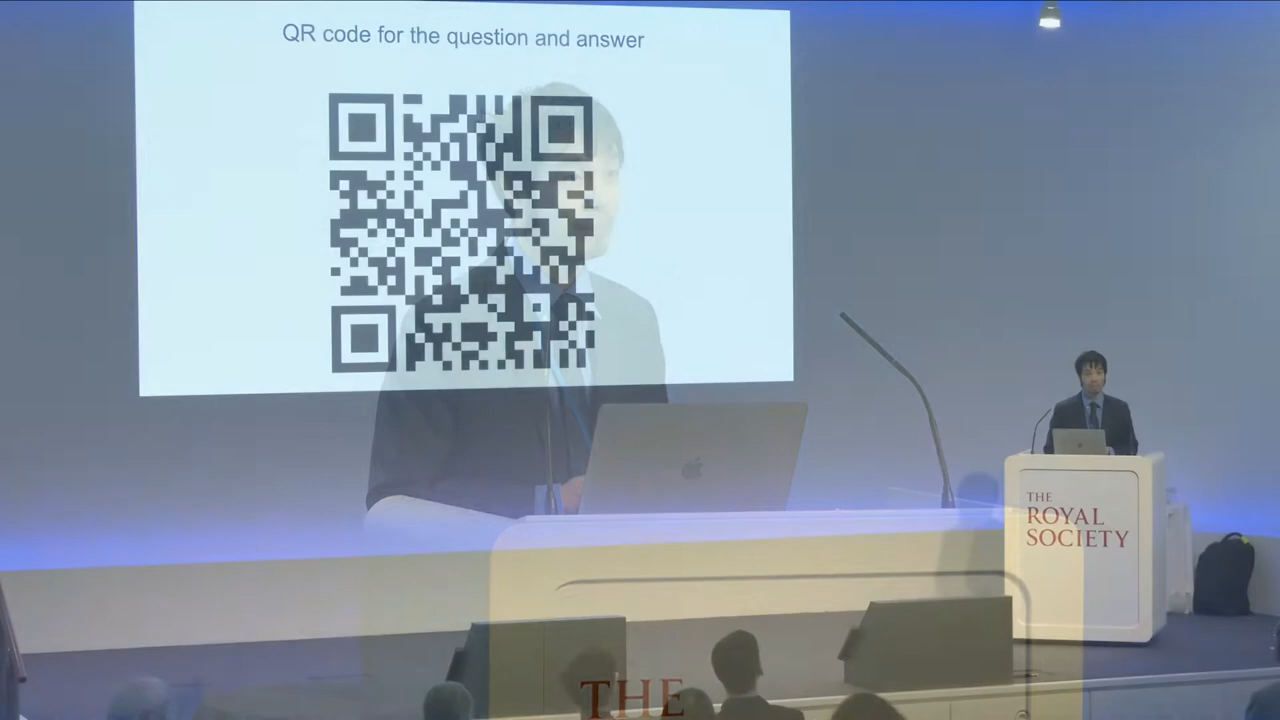 QR code for the question and answer
THE
ROYAL
SOCIETY
THE